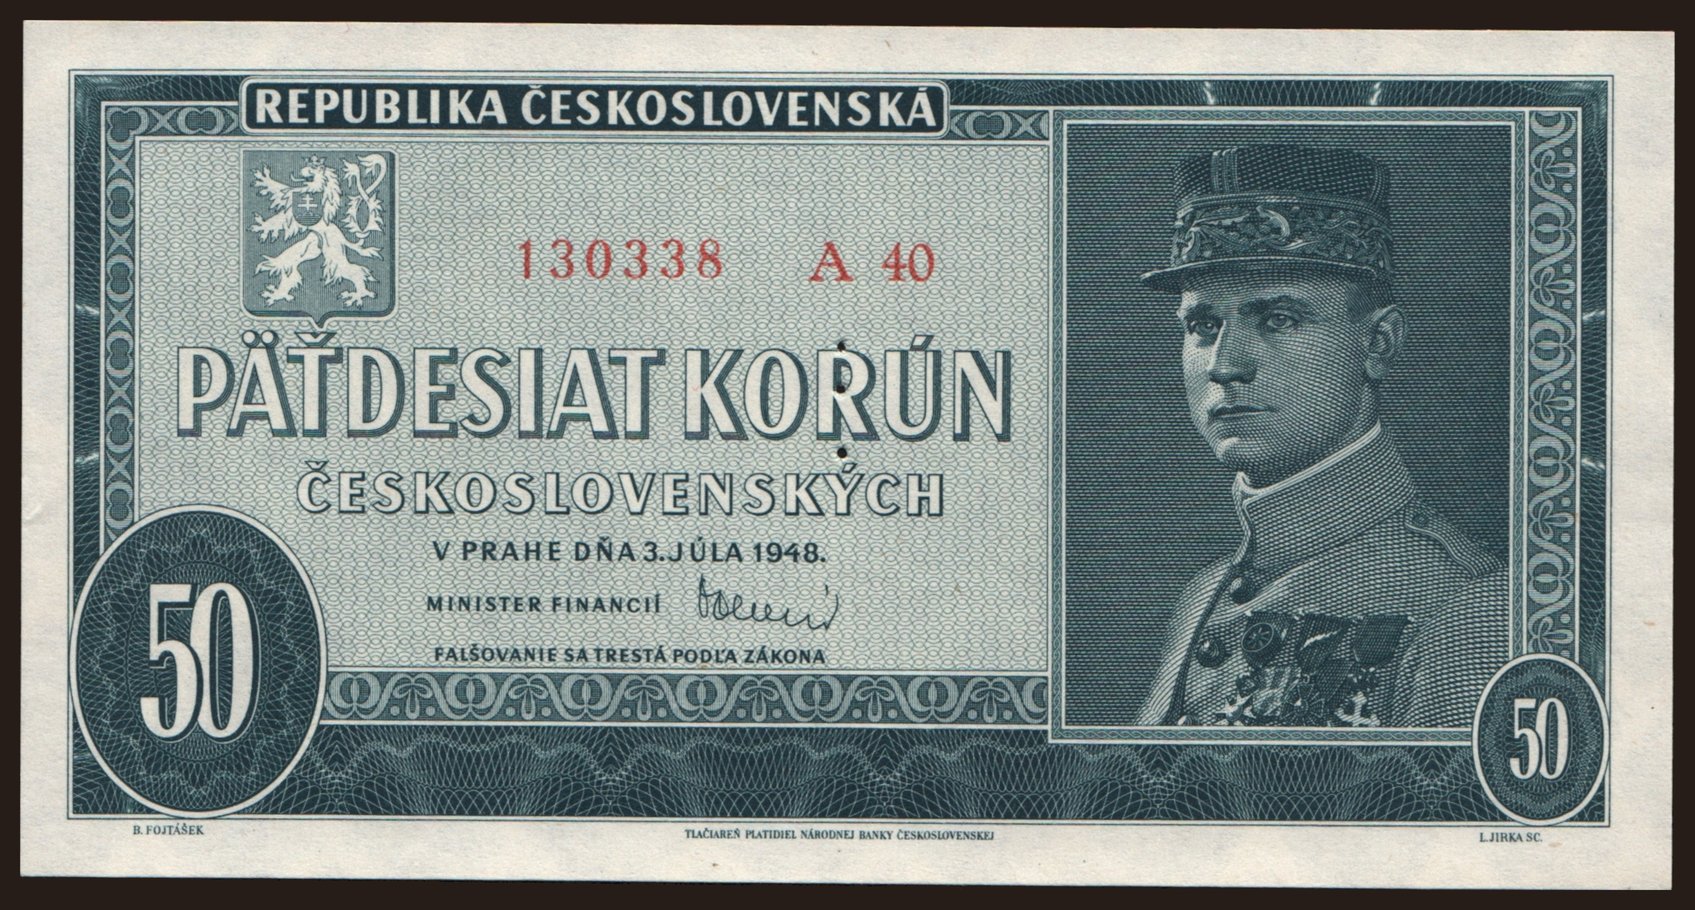 REPUBLIKA ČESKOSLOVENSKÁ
130338 A 40
PÄŤDESIAT KORÚN
ČESKOSLOVENSKÝCH
V PRAHE DŇA 3. JÚLA 1948.
MINISTER FINANCIÍ
FALŠOVANIE SA TRESTÁ PODĽA ZÁKONA
50
50
B. FOJTÁŠEK
TLAČIAREŇ PLATIDIEL NÁRODNEJ BANKY ČESKOSLOVENSKEJ
L. JIRKA SC.